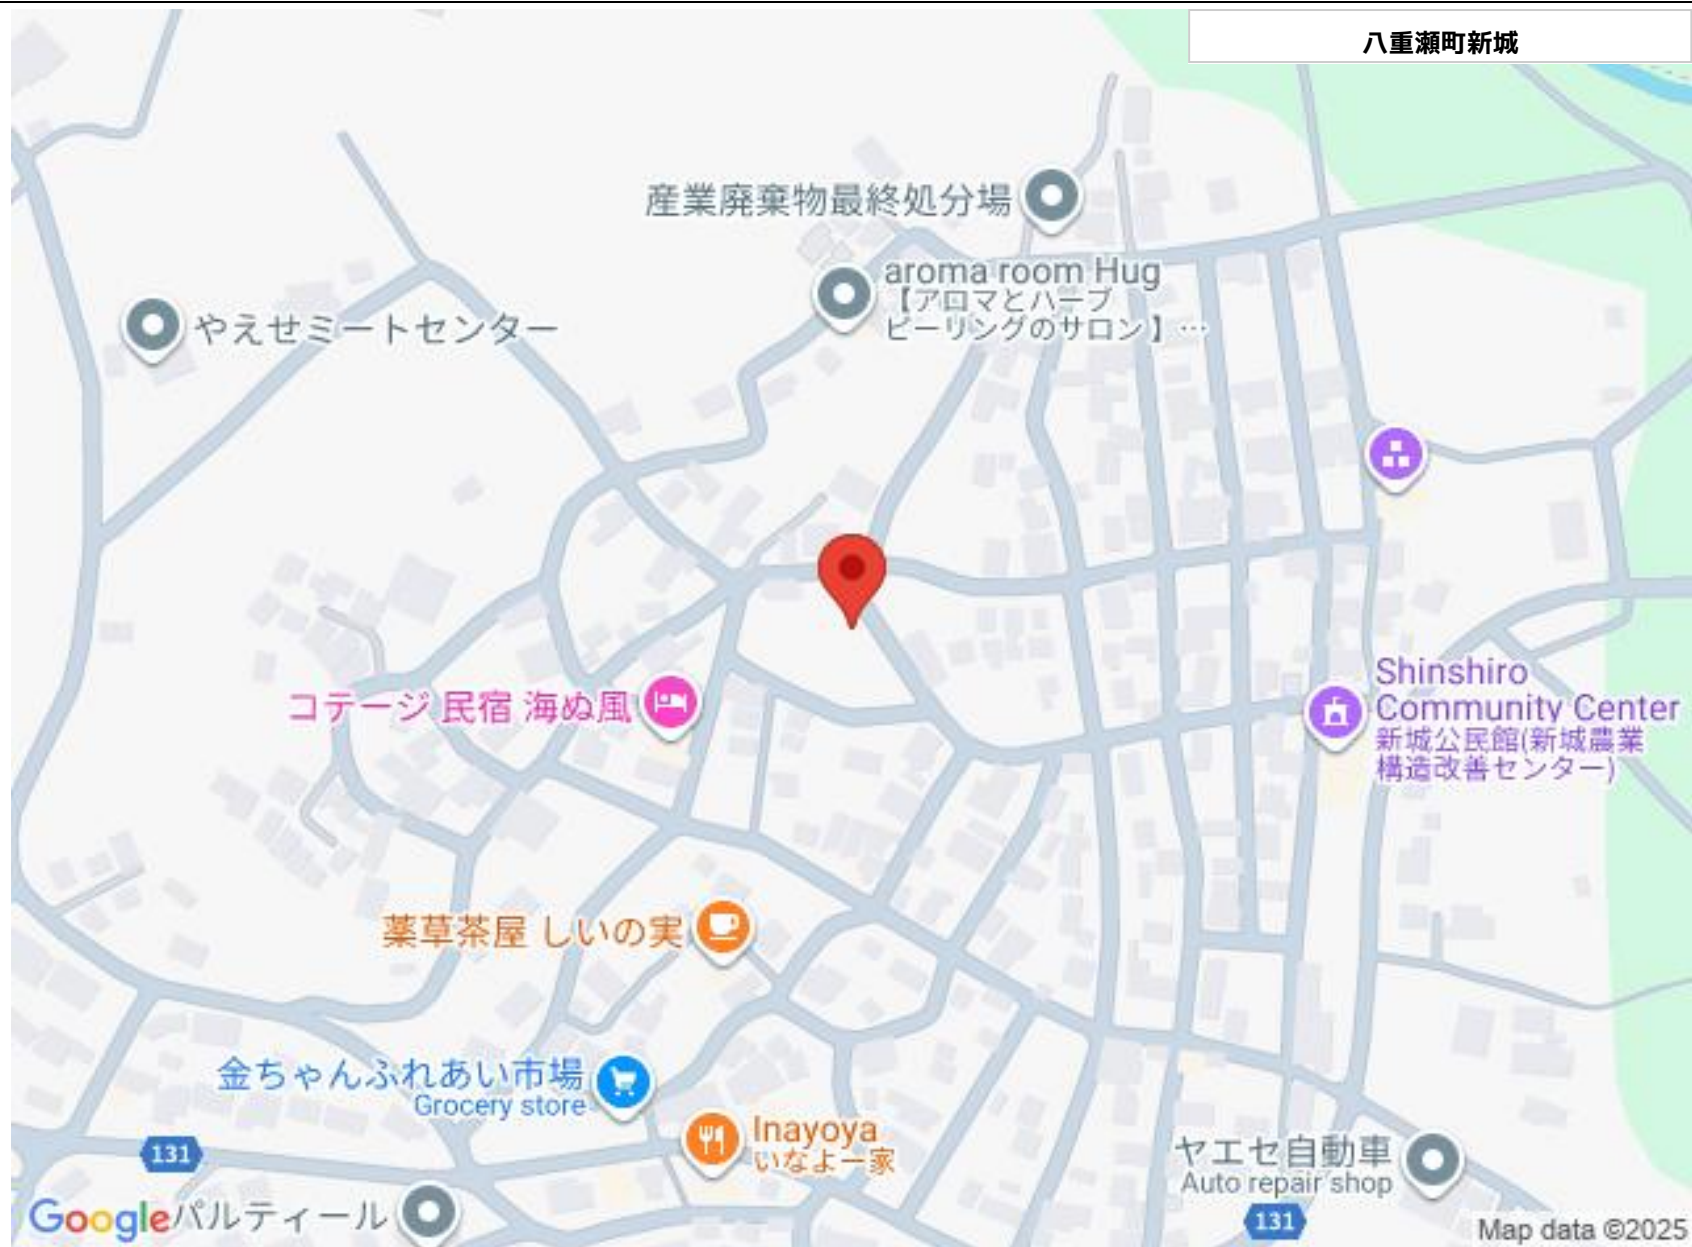 八重瀬町新城
産業廃棄物最終処分場
aroma room Hug
【アロマとハーブ
ピーリングのサロン】…
やえせミートセンター
Shinshiro
Community Center
新城公民館(新城農業
構造改善センター)
コテージ 民宿 海ぬ風
薬草茶屋 しいの実
金ちゃんふれあい市場
Grocery store
Inayoya
いなよー家
ヤエセ自動車
Auto repair shop
131
131
Google
パルティール
Map data ©2025